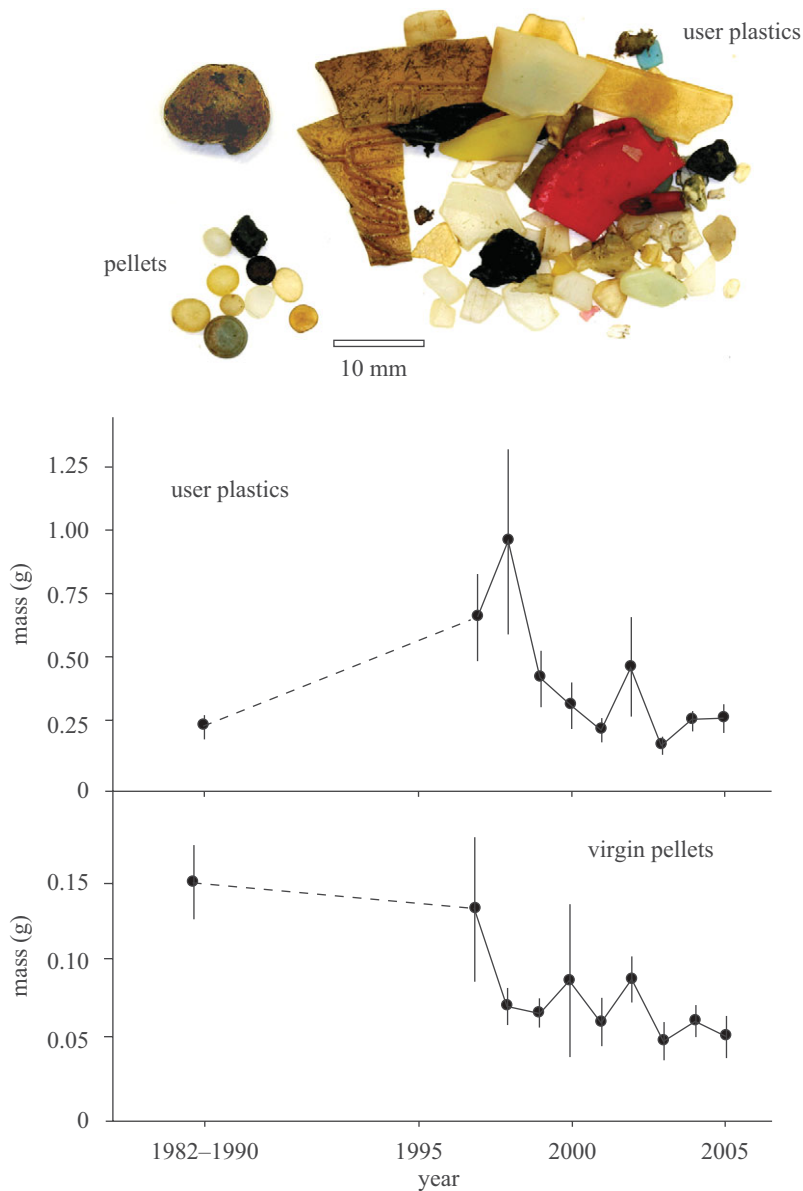 user plastics
pellets
10 mm
1.25
user plastics
1.00
0.75
mass (g)
0.50
0.25
0
virgin pellets
0.15
0.10
mass (g)
0.05
0
1982–1990
1995
2000
2005
year